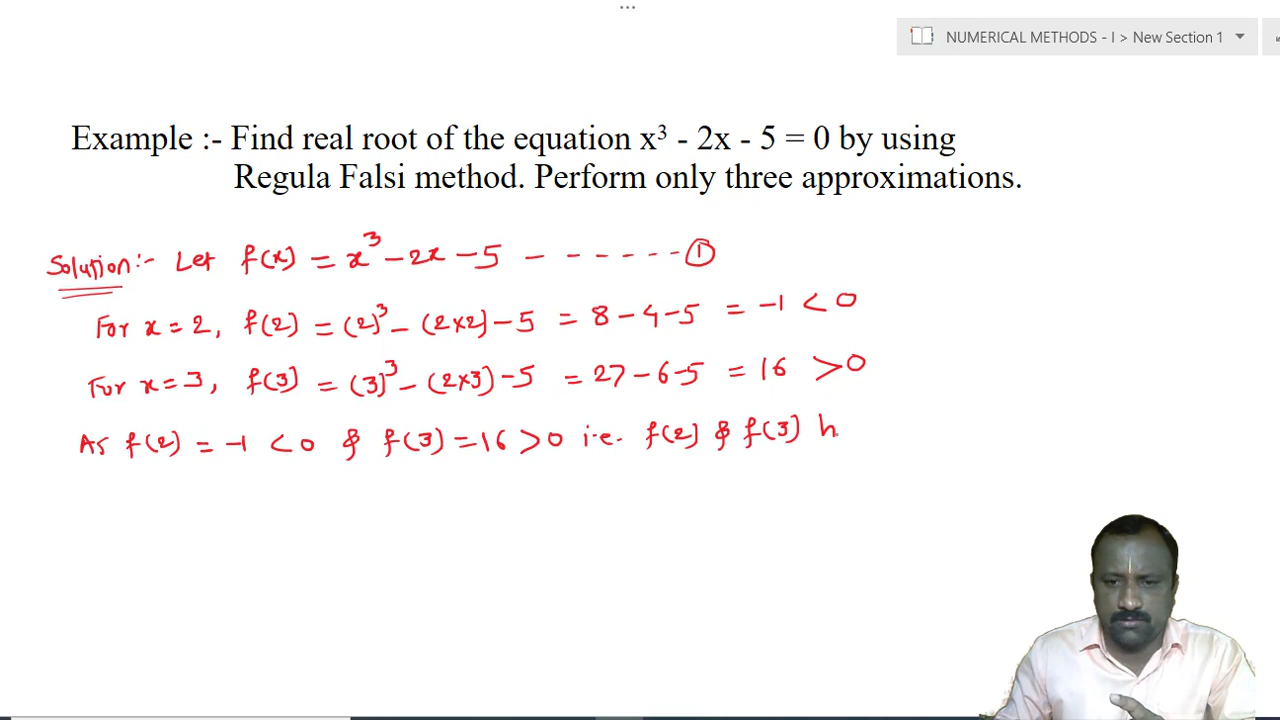 ...
NUMERICAL METHODS - I > New Section 1
Example :- Find real root of the equation x³ - 2x - 5 = 0 by using
Regula Falsi method. Perform only three approximations.
Solution:- Let f(x) = x³ - 2x - 5 - - - - - - - ①
For x = 2, f(2) = (2)³ - (2×2) - 5 = 8 - 4 - 5 = -1 < 0
For x = 3, f(3) = (3)³ - (2×3) - 5 = 27 - 6 - 5 = 16 > 0
As f(2) = -1 < 0 & f(3) = 16 > 0 i.e. f(2) & f(3) h